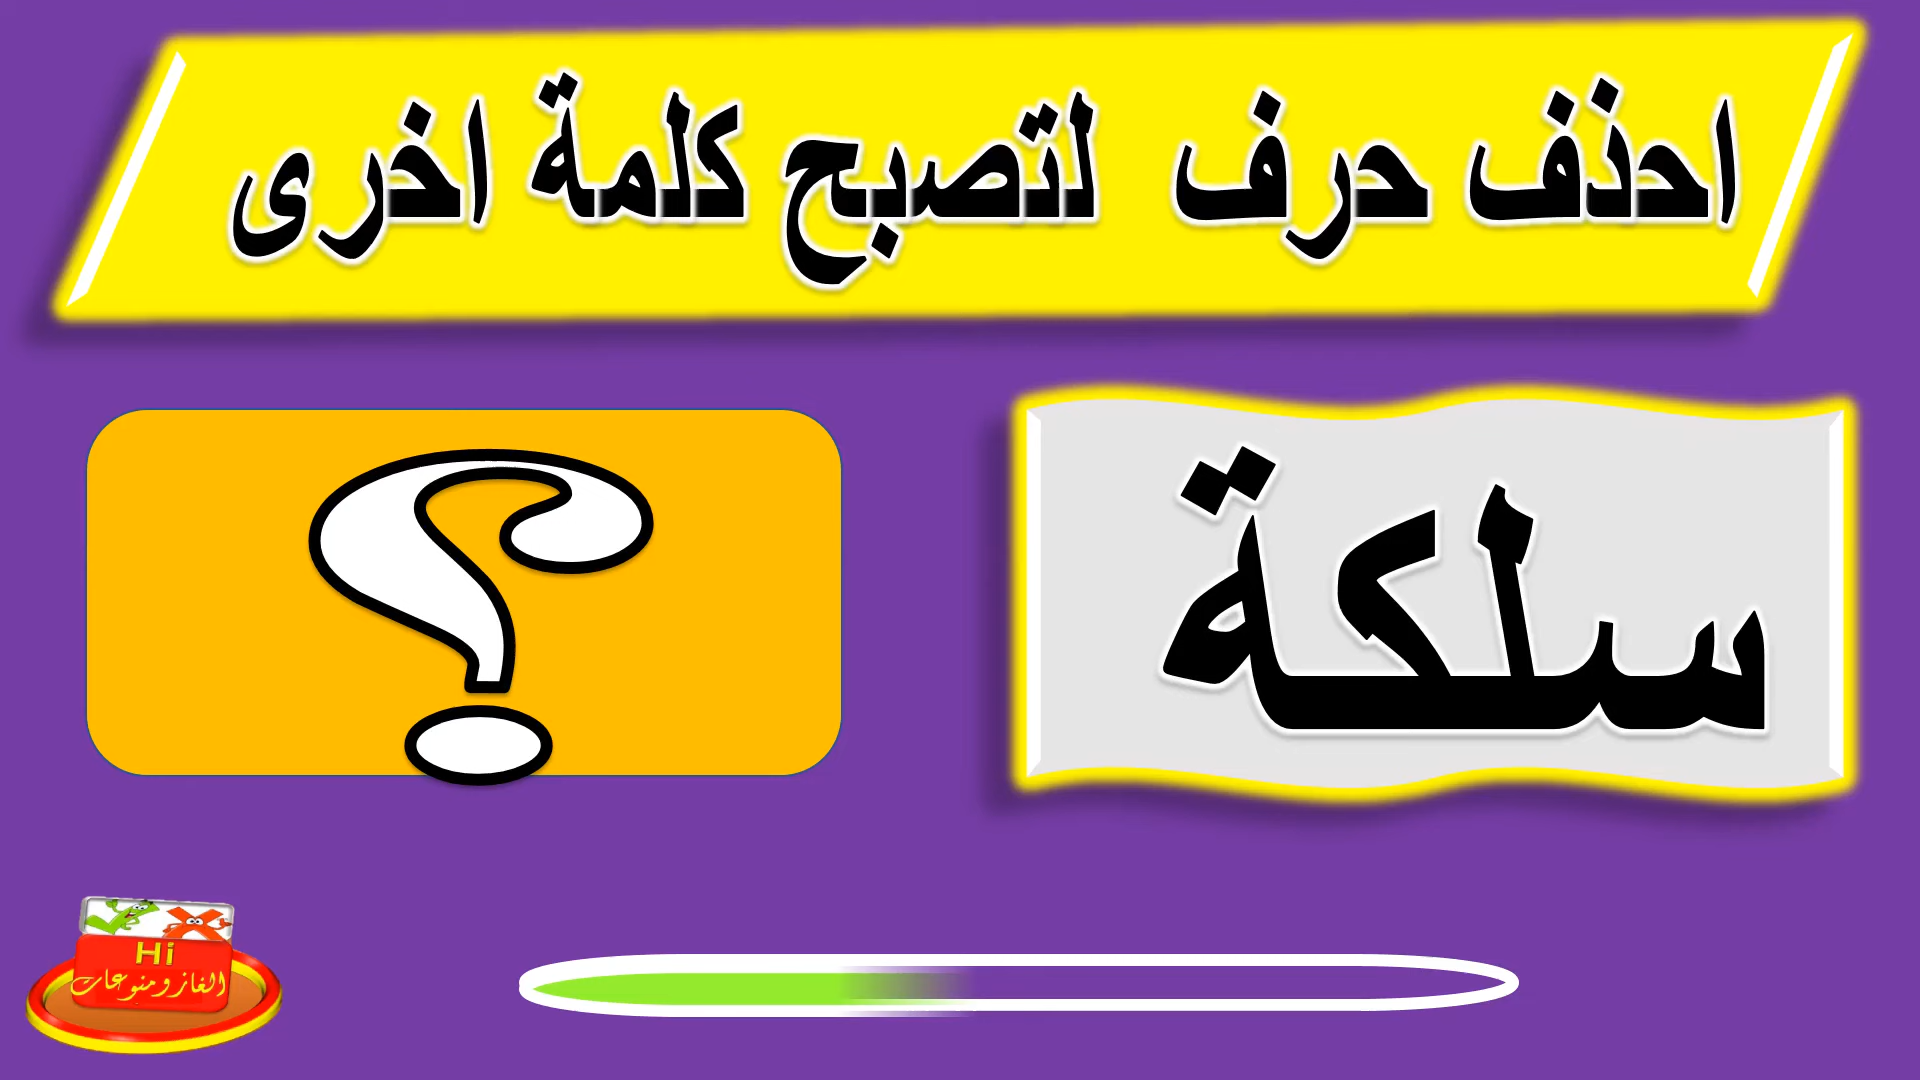 احذف حرف لتصبح كلمة اخرى
سلكة
؟
Hi
الغاز ومنوعات